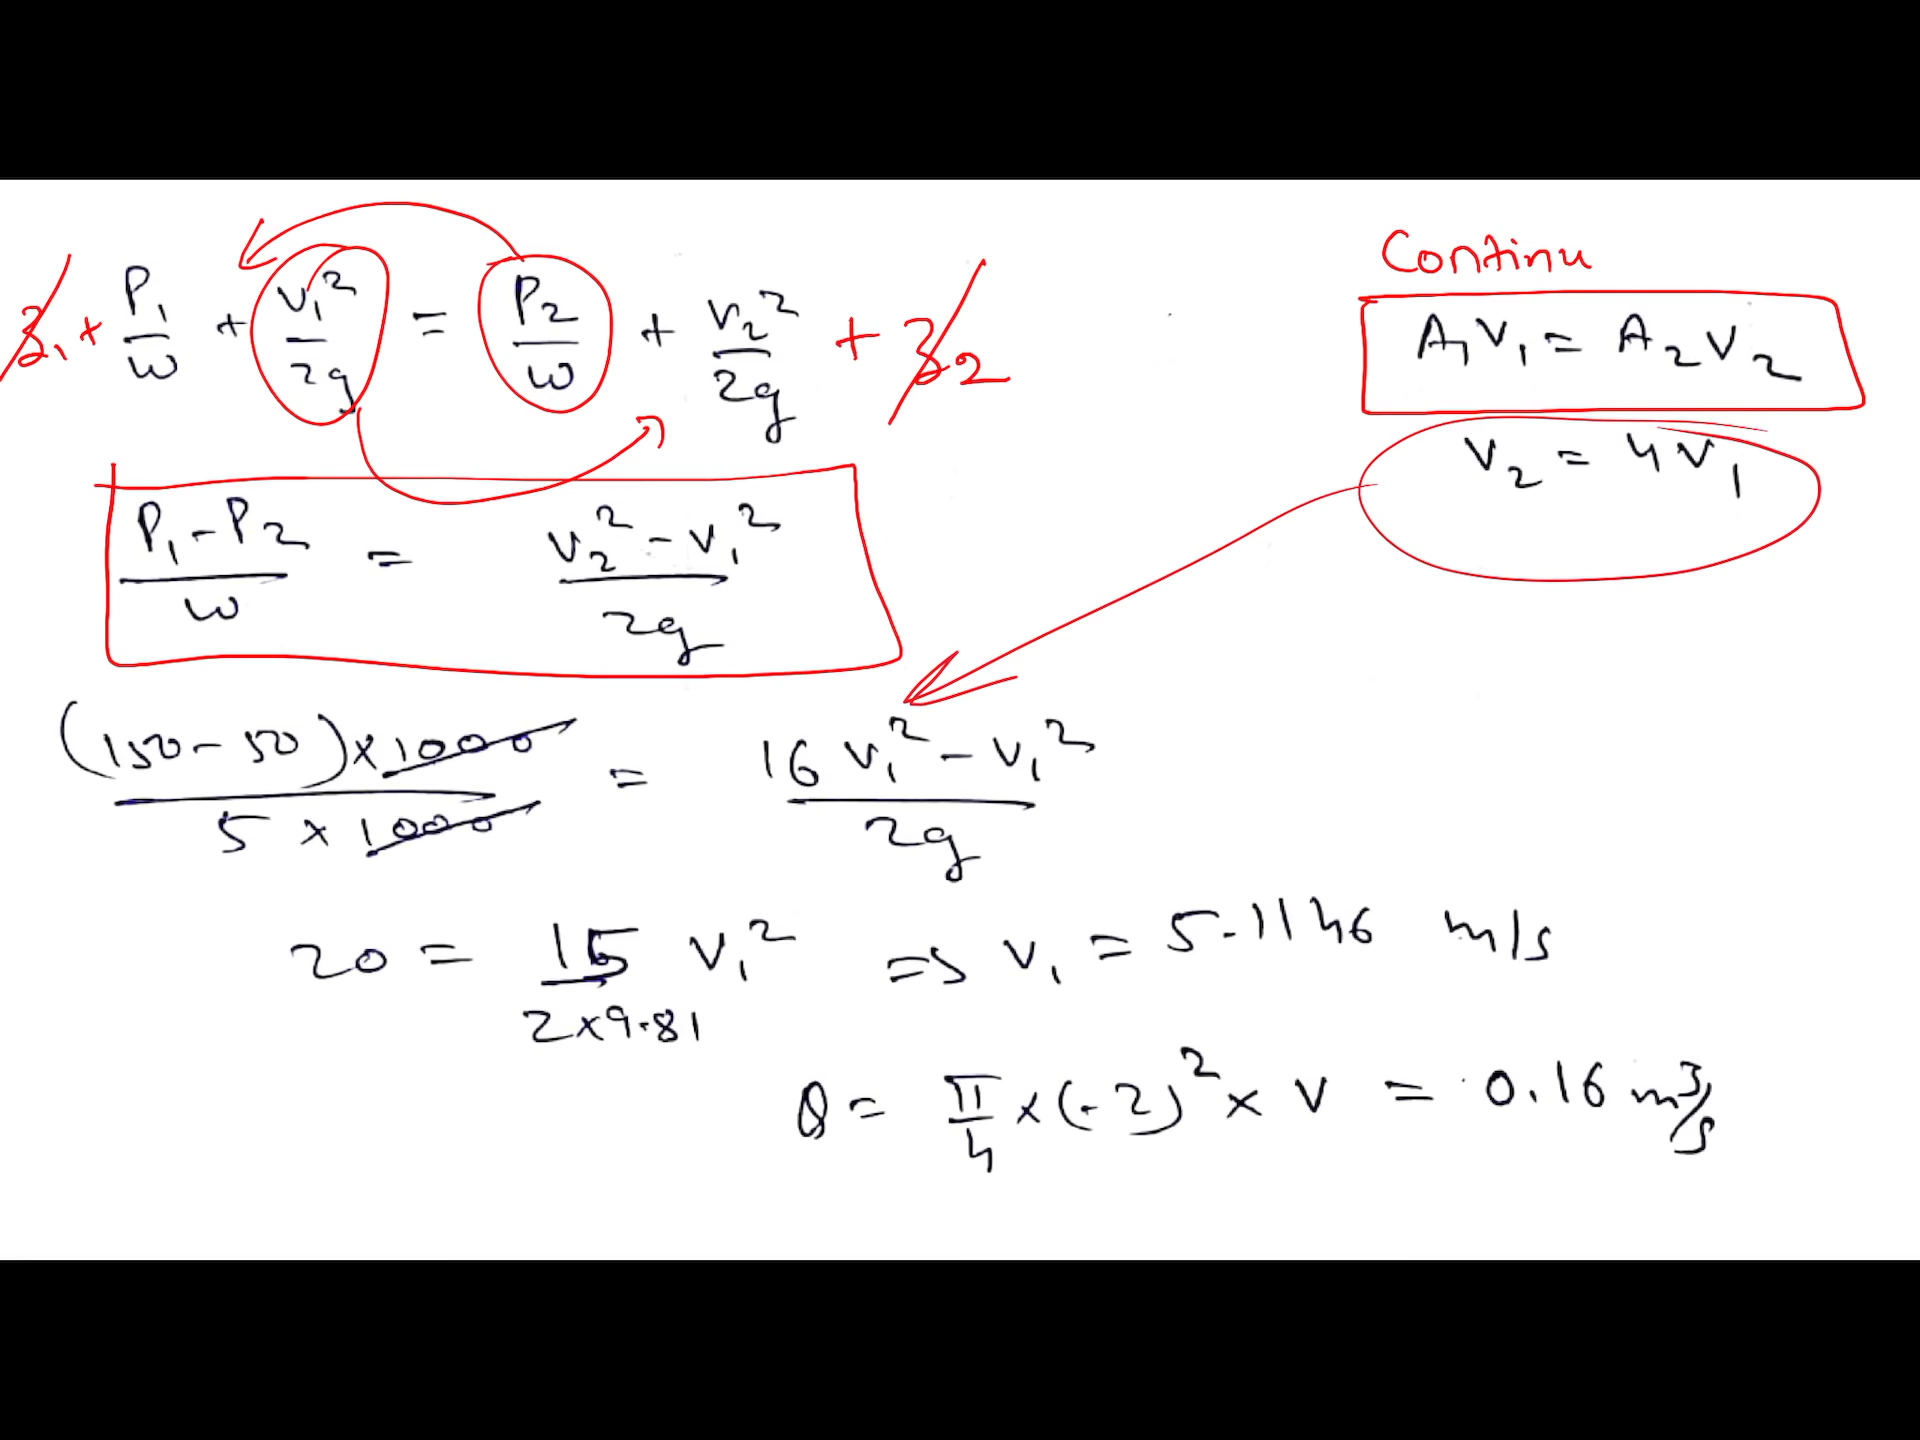 z₁ + P₁/w + v₁²/2g = P₂/w + v₂²/2g + z₂
Continu
A₁V₁ = A₂V₂
V₂ = 4V₁
P₁-P₂/w = v₂²-v₁²/2g
(150-50)×1000/5×1000 = 16v₁²-v₁²/2g
20 = 15/2×9.81 v₁² => v₁ = 5.1146 m/s
Q = π/4 ×(.2)² × v = 0.16 m³/s